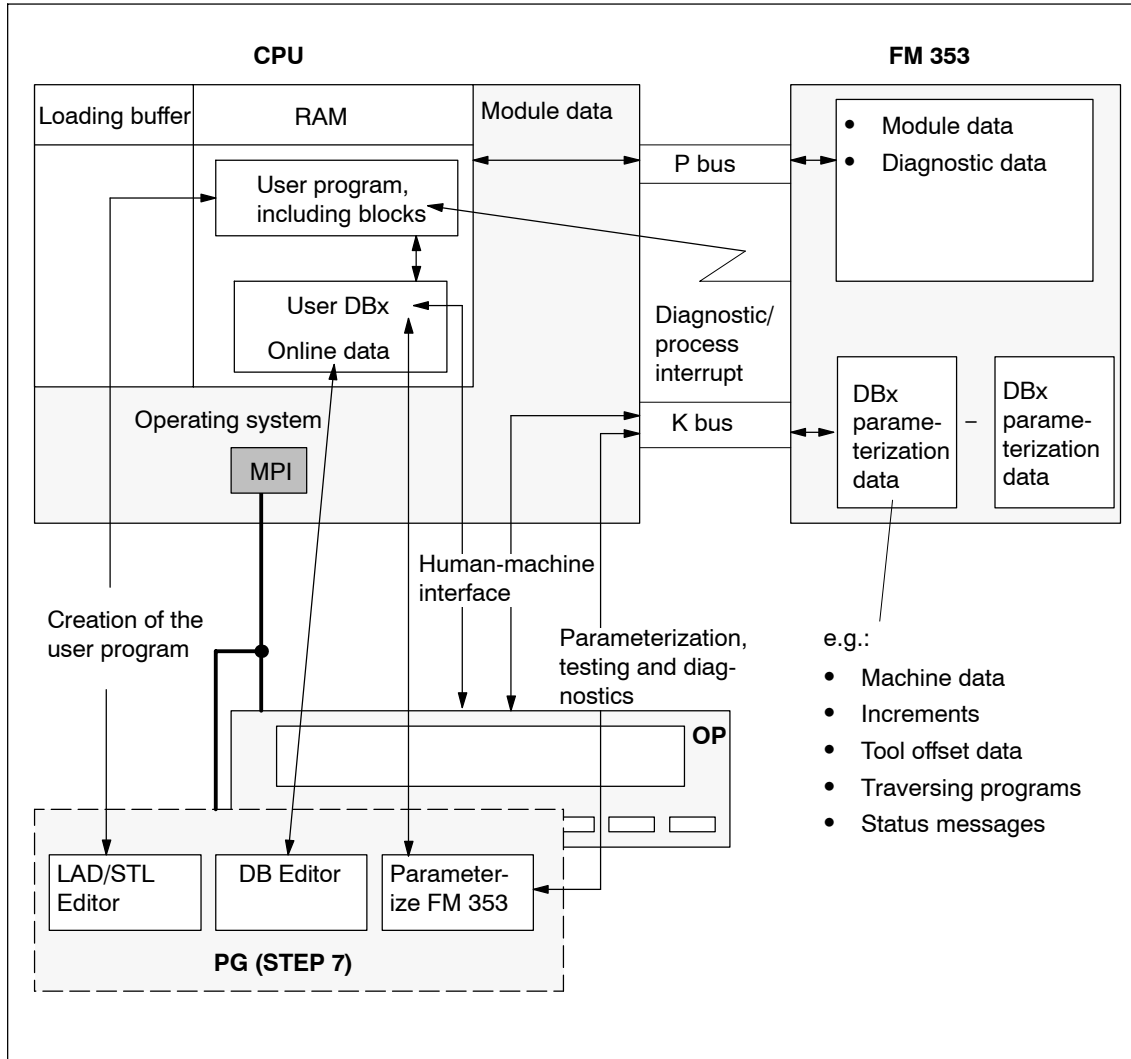 CPU
FM 353
Loading buffer
RAM
Module data
• Module data
• Diagnostic data
P bus
User program,
including blocks
User DBx
Online data
Diagnostic/
process
interrupt
DBx
parame-
terization
data
–
DBx
parame-
terization
data
Operating system
K bus
MPI
Human-machine
interface
Creation of the
user program
Parameterization,
testing and diag-
nostics
e.g.:
• Machine data
• Increments
• Tool offset data
• Traversing programs
• Status messages
OP
LAD/STL
Editor
DB Editor
Parameter-
ize FM 353
PG (STEP 7)